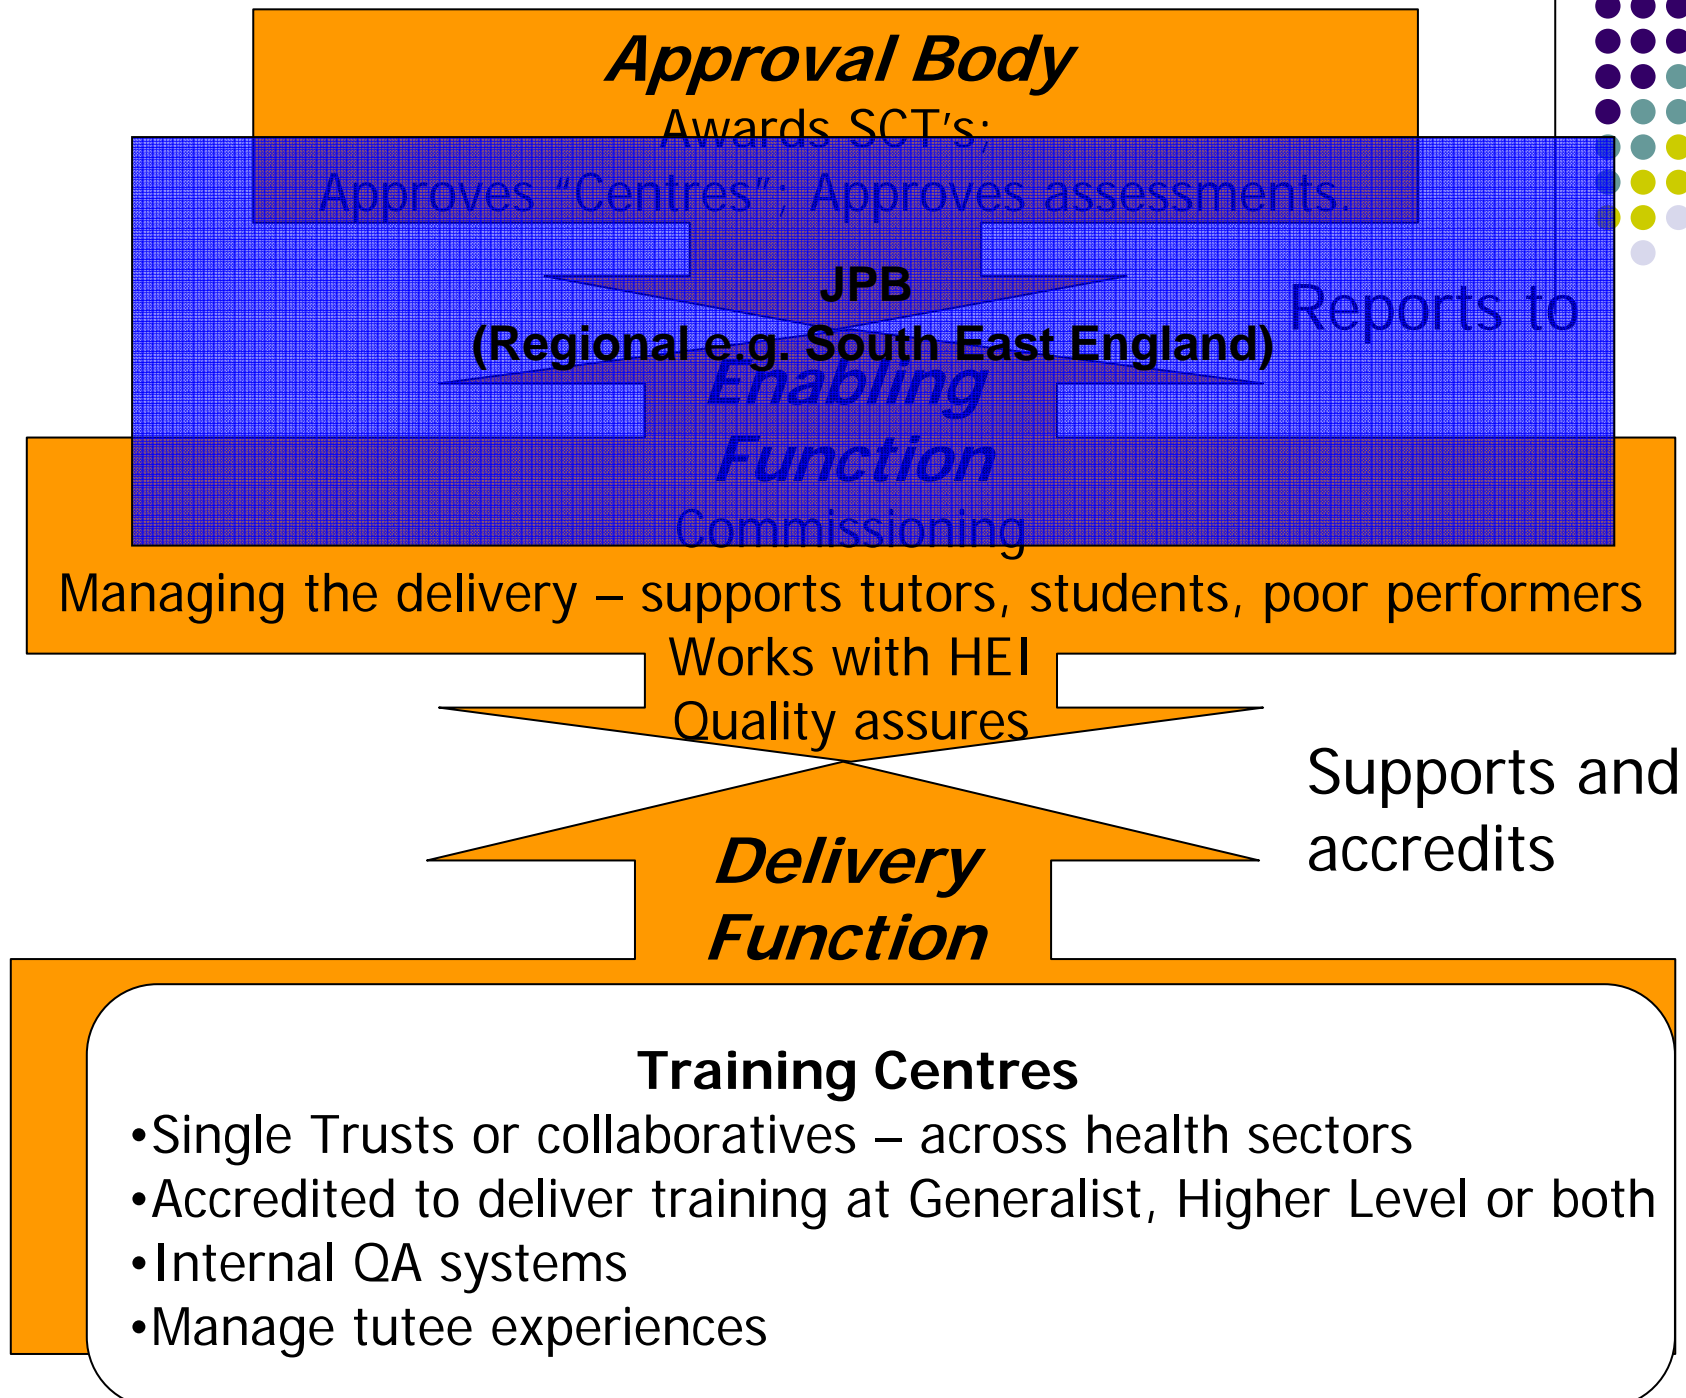 Approval Body
Awards SCT's;
Approves “Centres”; Approves assessments.
JPB
(Regional e.g. South East England)
Reports to
Enabling
Function
Commissioning
Managing the delivery – supports tutors, students, poor performers
Works with HEI
Quality assures
Supports and
accredits
Delivery
Function
Training Centres
•Single Trusts or collaboratives – across health sectors
•Accredited to deliver training at Generalist, Higher Level or both
•Internal QA systems
•Manage tutee experiences